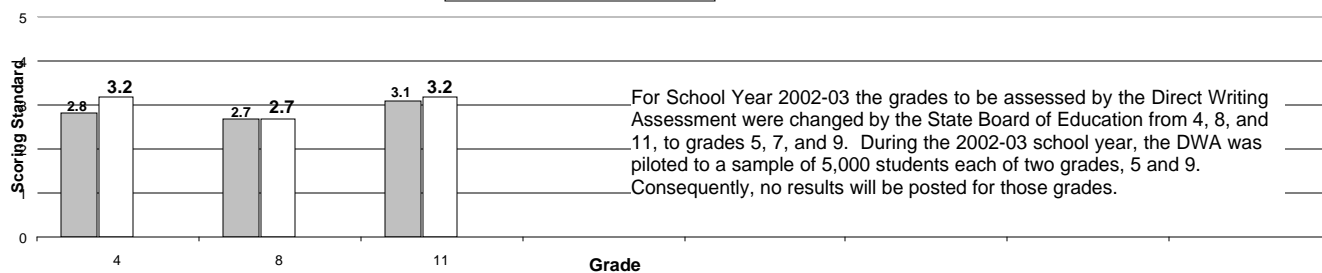 5
4
3
2
1
0
Scoring Standard
2.8
3.2
2.7
2.7
3.1
3.2
4
8
11
Grade
For School Year 2002-03 the grades to be assessed by the Direct Writing
Assessment were changed by the State Board of Education from 4, 8, and
11, to grades 5, 7, and 9. During the 2002-03 school year, the DWA was
piloted to a sample of 5,000 students each of two grades, 5 and 9.
Consequently, no results will be posted for those grades.